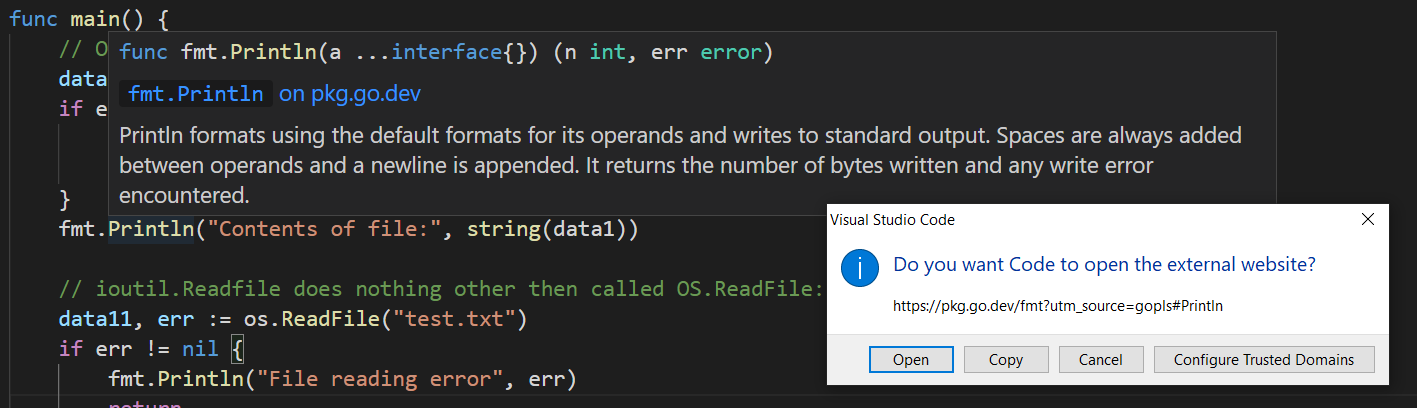 func main() {
// O
func fmt.Println(a ...interface{}) (n int, err error)
data
fmt.Println on pkg.go.dev
if e
Println formats using the default formats for its operands and writes to standard output. Spaces are always added
between operands and a newline is appended. It returns the number of bytes written and any write error
encountered.
}
fmt.Println("Contents of file:", string(data1))
// ioutil.Readfile does nothing other then called OS.ReadFile:
data11, err := os.ReadFile("test.txt")
if err != nil {
fmt.Println("File reading error", err)
return
Visual Studio Code
Do you want Code to open the external website?
https://pkg.go.dev/fmt?utm_source=gopls#Println
Open
Copy
Cancel
Configure Trusted Domains